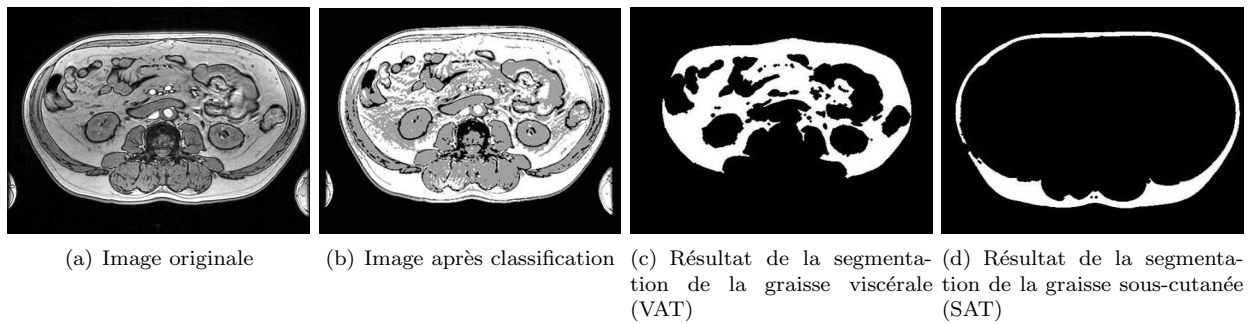 (a) Image originale
(b) Image après classification
(c) Résultat de la segmenta-
tion de la graisse viscérale
(VAT)
(d) Résultat de la segmenta-
tion de la graisse sous-cutanée
(SAT)